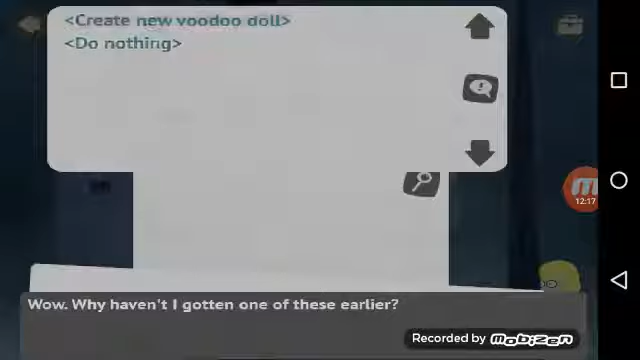 <Create new voodoo doll>
<Do nothing>
12:17
Wow. Why haven't I gotten one of these earlier?
Recorded by mobizen